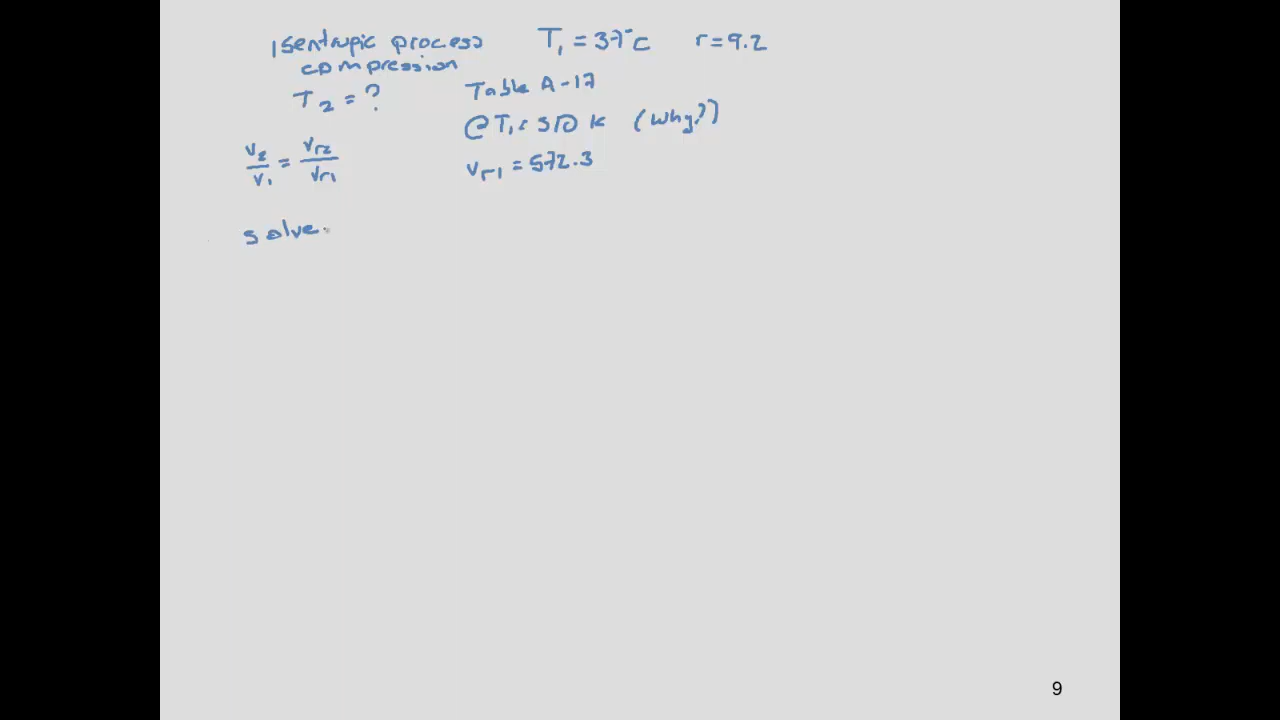 Isentropic process T₁ = 37°C r = 9.2
compression
T₂ = ? Table A-17
@ T₁ = 310 K (why?)
v₂/v₁ = vr₂/vr₁ vr₁ = 572.3
solve.
9